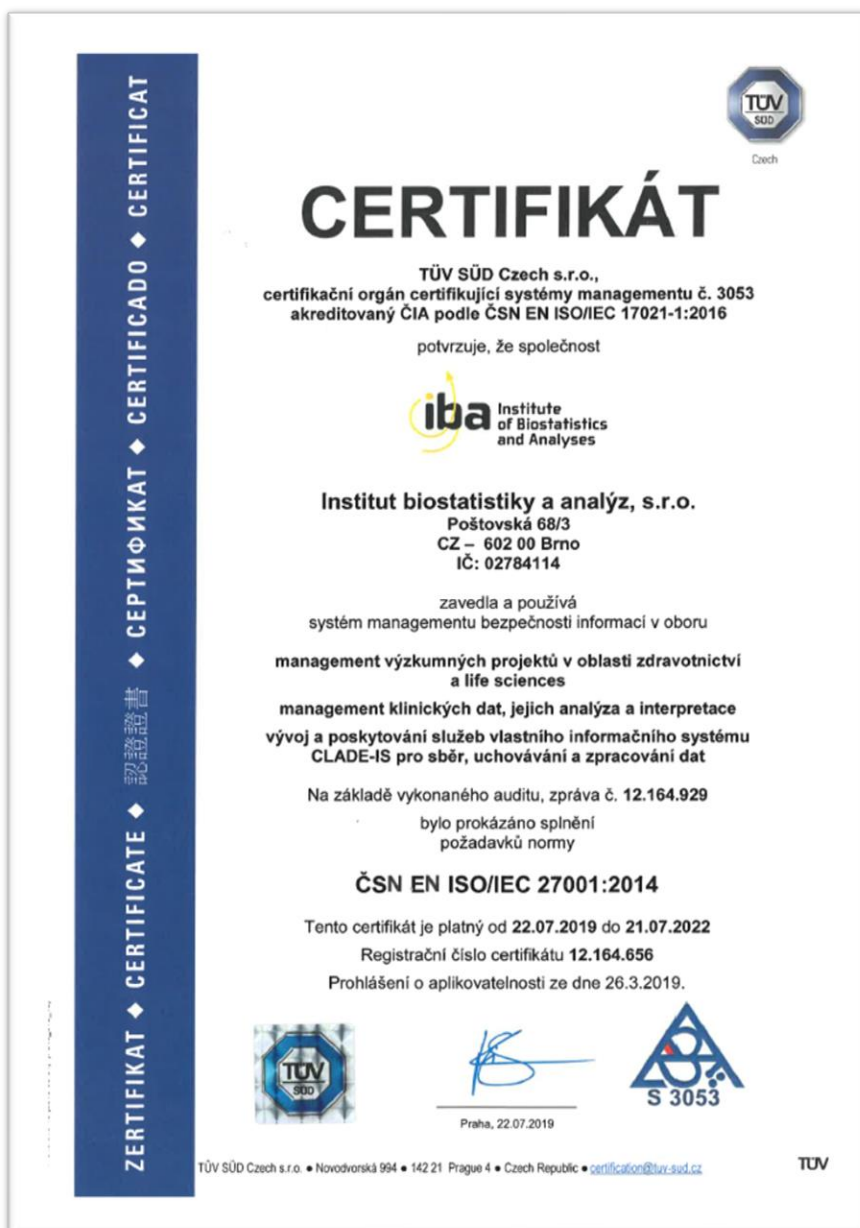 ZERTIFIKAT ◆ CERTIFICATE ◆ 認證證書 ◆ СЕРТИФИКАТ ◆ CERTIFICADO ◆ CERTIFICAT
TÜV
SÜD
Czech
CERTIFIKÁT
TÜV SÜD Czech s.r.o.,
certifikační orgán certifikující systémy managementu č. 3053
akreditovaný ČIA podle ČSN EN ISO/IEC 17021-1:2016
potvrzuje, že společnost
iba Institute
of Biostatistics
and Analyses
Institut biostatistiky a analýz, s.r.o.
Poštovská 68/3
CZ – 602 00 Brno
IČ: 02784114
zavedla a používá
systém managementu bezpečnosti informací v oboru
management výzkumných projektů v oblasti zdravotnictví
a life sciences
management klinických dat, jejich analýza a interpretace
vývoj a poskytování služeb vlastního informačního systému
CLADE-IS pro sběr, uchovávání a zpracování dat
Na základě vykonaného auditu, zpráva č. 12.164.929
bylo prokázáno splnění
požadavků normy
ČSN EN ISO/IEC 27001:2014
Tento certifikát je platný od 22.07.2019 do 21.07.2022
Registrační číslo certifikátu 12.164.656
Prohlášení o aplikovatelnosti ze dne 26.3.2019.
TÜV
SÜD
S 3053
Praha, 22.07.2019
TÜV SÜD Czech s.r.o. ● Novodvorská 994 ● 142 21 Prague 4 ● Czech Republic ● certification@tuv-sud.cz
TÜV